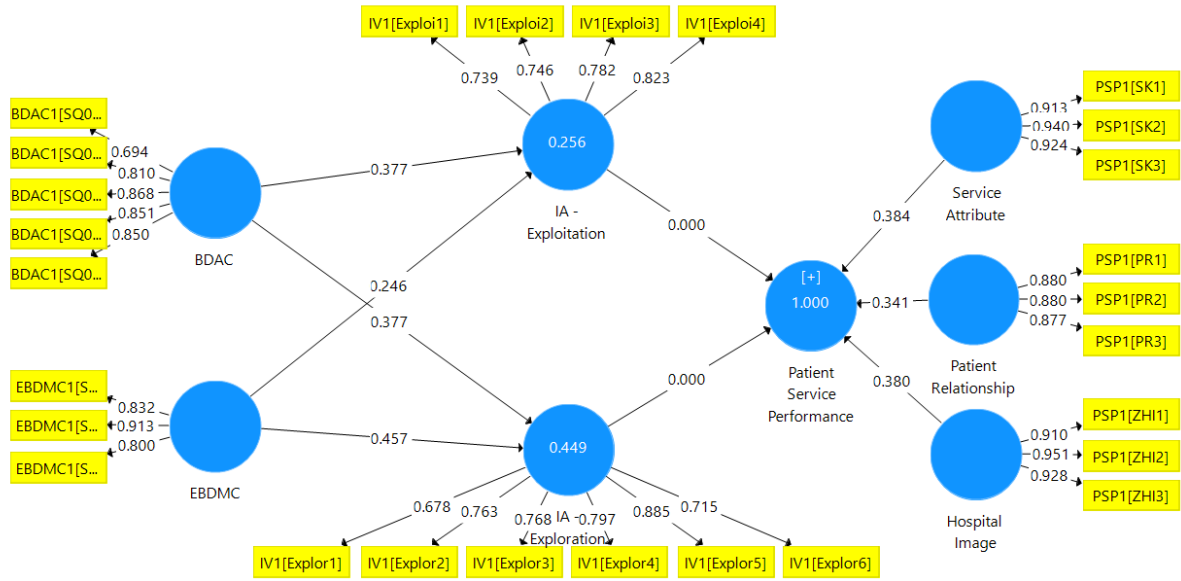 IV1[Exploi1]
IV1[Exploi2]
IV1[Exploi3]
IV1[Exploi4]
0.739
0.746
0.782
0.823
BDAC1[SQ0...
BDAC1[SQ0...
BDAC1[SQ0...
BDAC1[SQ0...
BDAC1[SQ0...
0.694
0.810
0.868
0.851
0.850
BDAC
0.377
0.256
IA -
Exploitation
0.246
0.377
0.000
EBDMC1[S...
EBDMC1[S...
EBDMC1[S...
0.832
0.913
0.800
EBDMC
0.457
0.449
IA -
Exploration
0.000
0.678
0.763
0.768
0.797
0.885
0.715
IV1[Explor1]
IV1[Explor2]
IV1[Explor3]
IV1[Explor4]
IV1[Explor5]
IV1[Explor6]
[+]
1.000
Patient
Service
Performance
0.384
0.341
0.380
Service
Attribute
0.913
0.940
0.924
PSP1[SK1]
PSP1[SK2]
PSP1[SK3]
Patient
Relationship
0.880
0.880
0.877
PSP1[PR1]
PSP1[PR2]
PSP1[PR3]
Hospital
Image
0.910
0.951
0.928
PSP1[ZHI1]
PSP1[ZHI2]
PSP1[ZHI3]